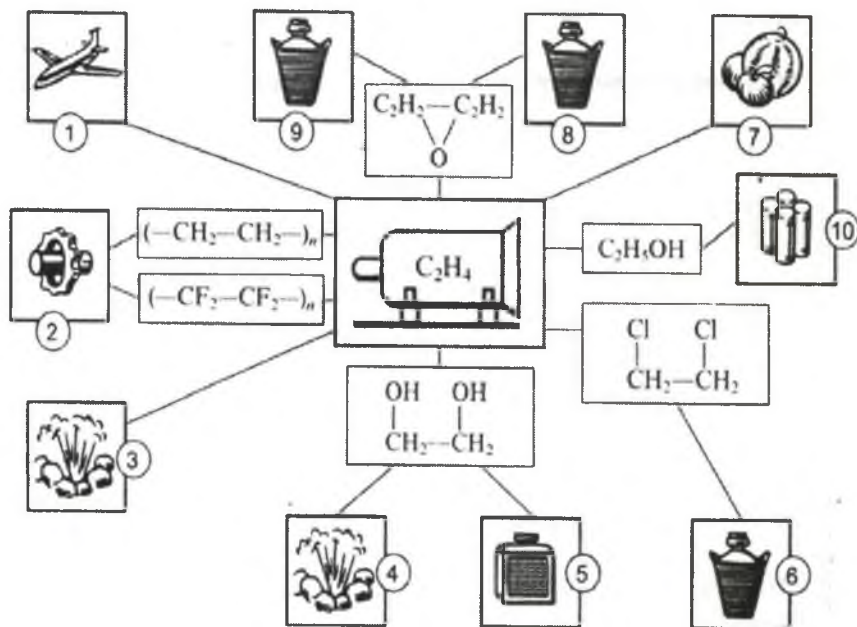 1
9
8
7
C₂H₂—C₂H₂
O
(—CH₂—CH₂—)ₙ
(—CF₂—CF₂—)ₙ
2
C₂H₄
C₂H₅OH
10
Cl Cl
CH₂—CH₂
OH OH
CH₂—CH₂
3
4
5
6